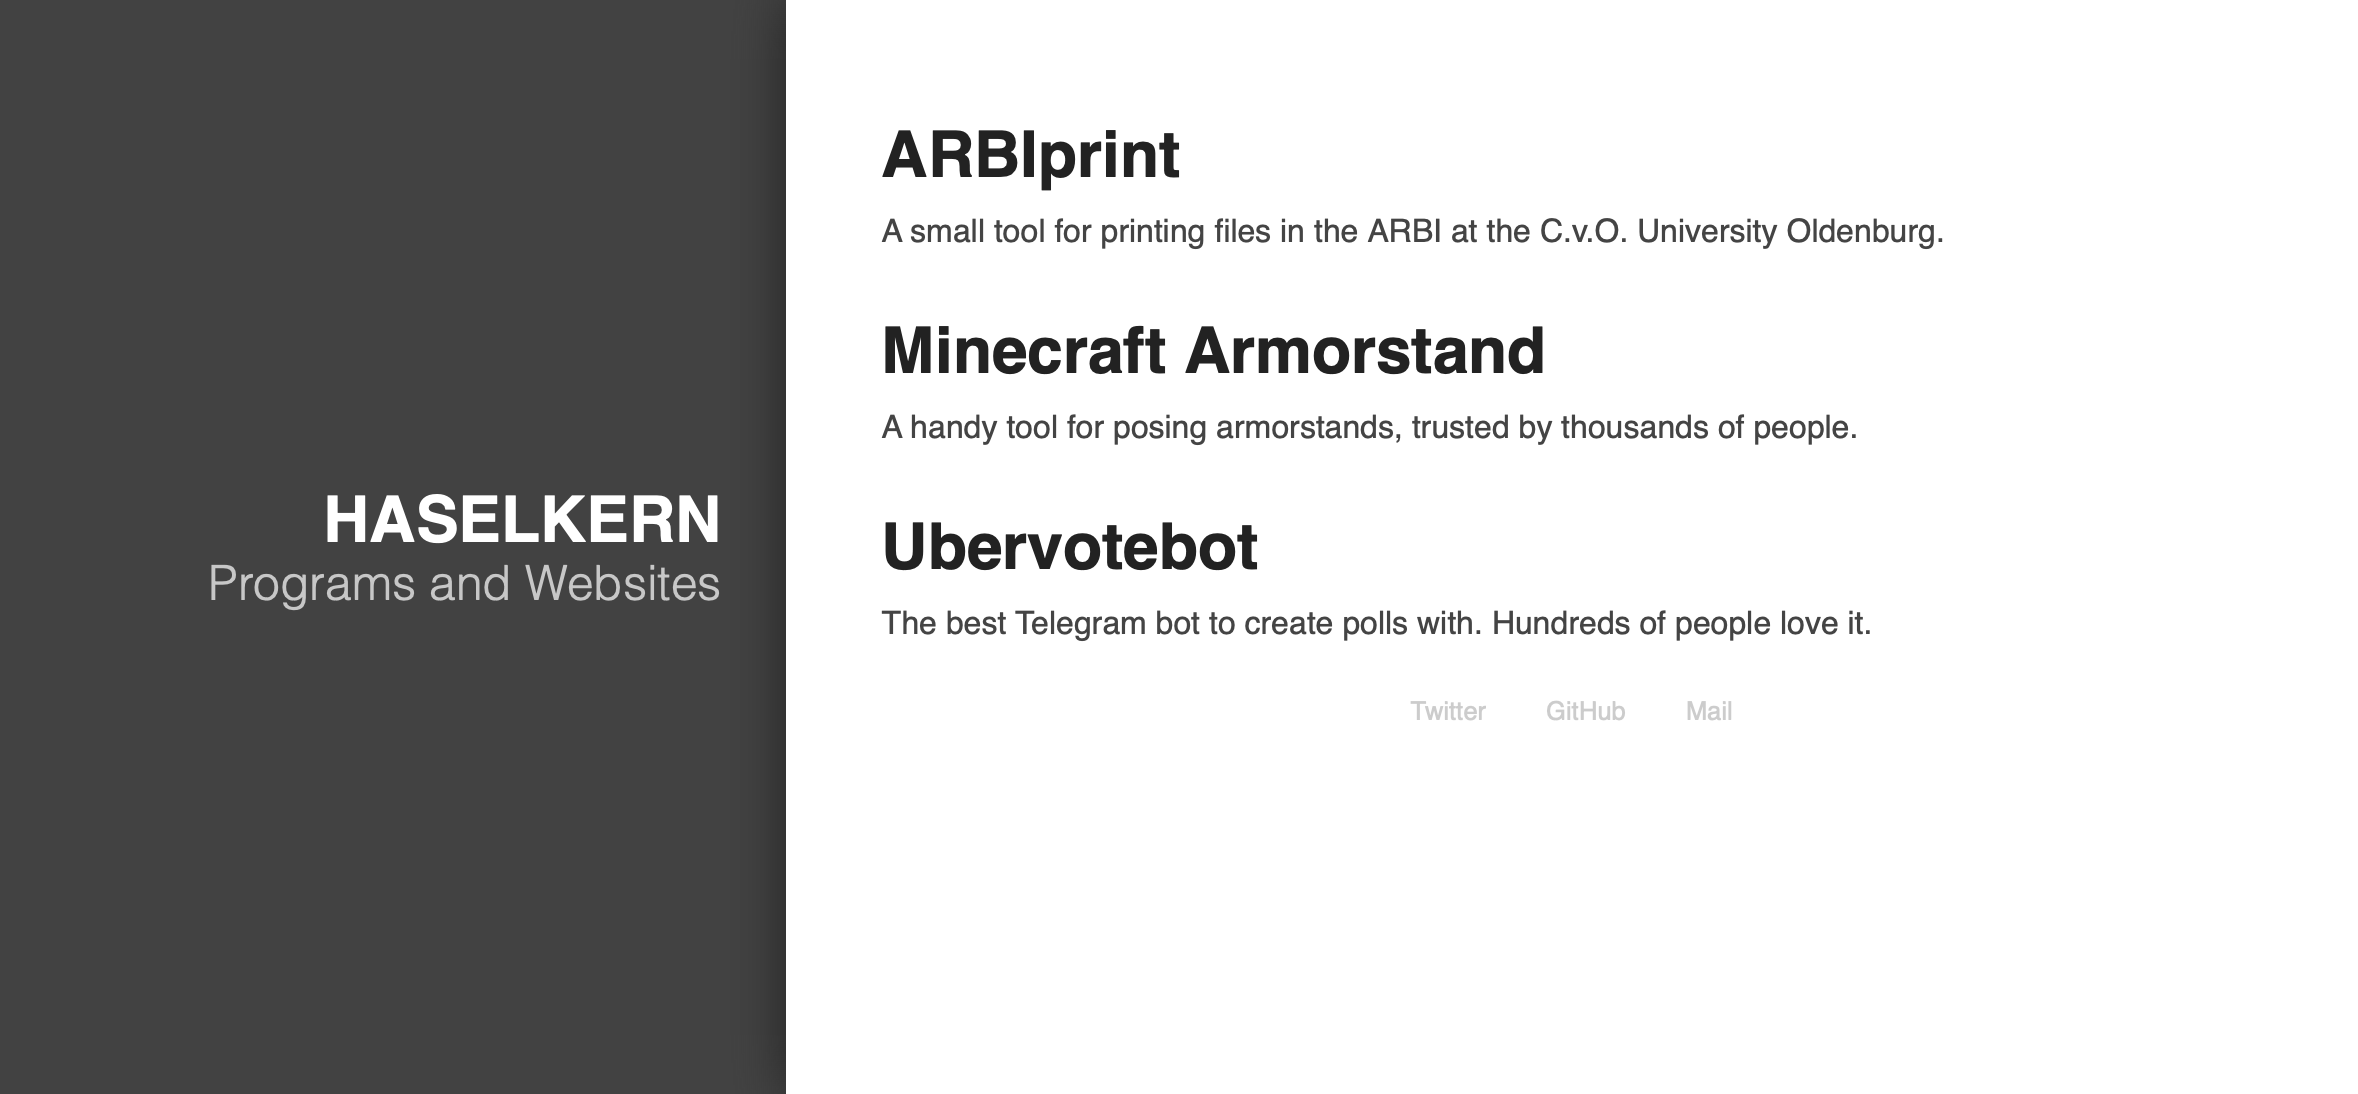 HASELKERN
Programs and Websites
ARBIprint
A small tool for printing files in the ARBI at the C.v.O. University Oldenburg.
Minecraft Armorstand
A handy tool for posing armorstands, trusted by thousands of people.
Ubervotebot
The best Telegram bot to create polls with. Hundreds of people love it.
Twitter GitHub Mail